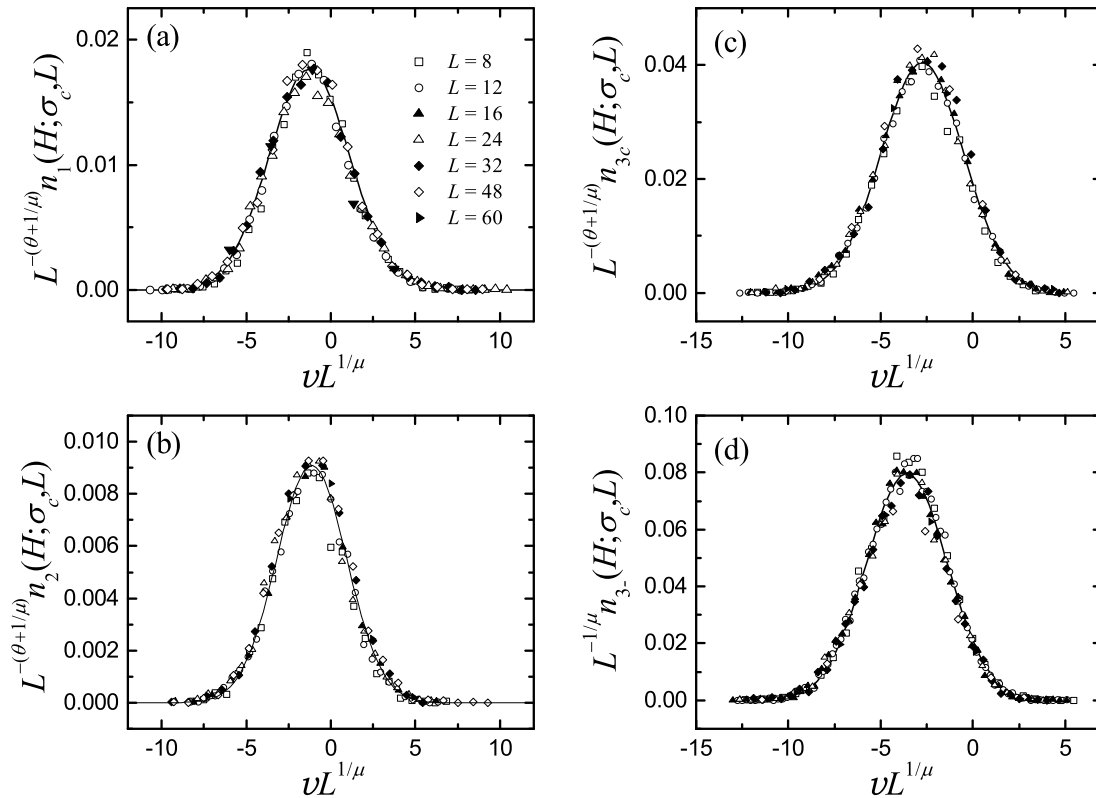 (a)
L = 8
L = 12
L = 16
L = 24
L = 32
L = 48
L = 60
0.02
0.01
0.00
L^{-(θ+1/μ)} n_1(H;σ_c,L)
-10 -5 0 5 10
υL^{1/μ}
(c)
0.04
0.02
0.00
L^{-(θ+1/μ)} n_{3c}(H;σ_c,L)
-15 -10 -5 0 5
υL^{1/μ}
(b)
0.010
0.008
0.006
0.004
0.002
0.000
L^{-(θ+1/μ)} n_2(H;σ_c,L)
-10 -5 0 5 10
υL^{1/μ}
(d)
0.10
0.08
0.06
0.04
0.02
0.00
L^{-1/μ} n_{3-}(H;σ_c,L)
-15 -10 -5 0 5
υL^{1/μ}